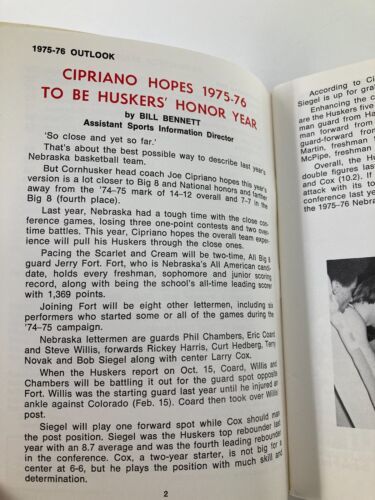 1975-76 OUTLOOK
CIPRIANO HOPES 1975-76
TO BE HUSKERS' HONOR YEAR
by BILL BENNETT
Assistant Sports Information Director
'So close and yet so far.'
That's about the best possible way to describe last year's
Nebraska basketball team.
But Cornhusker head coach Joe Cipriano hopes this year's
version is a lot closer to Big 8 and National honors and farther
away from the '74-75 mark of 14-12 overall and 7-7 in the
Big 8 (fourth place).
Last year, Nebraska had a tough time with the close con-
ference games, losing three one-point contests and two over-
time battles. This year, Cipriano hopes the overall team exper-
ience will pull his Huskers through the close ones.
Pacing the Scarlet and Cream will be two-time, All Big 8
guard Jerry Fort. Fort, who is Nebraska's All American candi-
date, holds every freshman, sophomore and junior scoring
record, along with being the school's all-time leading scorer
with 1,369 points.
Joining Fort will be eight other lettermen, including six
performers who started some or all of the games during the
'74-75 campaign.
Nebraska lettermen are guards Phil Chambers, Eric Coard
and Steve Willis, forwards Rickey Harris, Curt Hedberg, Terry
Novak and Bob Siegel along with center Larry Cox.
When the Huskers report on Oct. 15, Coard, Willis and
Chambers will be battling it out for the guard spot opposite
Fort. Willis was the starting guard last year until he injured an
ankle against Colorado (Feb. 15). Coard then took over Willis
post.
Siegel will play one forward spot while Cox should man
the post position. Siegel was the Huskers top rebounder last
year with an 8.7 average and was the fourth leading rebounder
in the conference. Cox, a two-year starter, is not big for a
center at 6-6, but he plays the position with much skill and
determination.
2
According to C
Siegel is up for gra
Enhancing the c
are the Huskers five
man guard from Ha
man forward from
Martin, freshman f
McPipe, freshman
Overall, the Hu
double figures last
and Cox (10.2). If
attack with its to
conference last ye
the 1975-76 Nebra